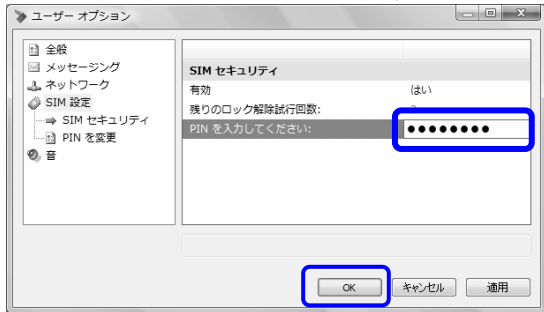 ユーザー オプション
全般
メッセージング
ネットワーク
SIM 設定
SIM セキュリティ
PIN を変更
音
SIM セキュリティ
有効 はい
残りのロック解除試行回数:
PIN を入力してください: ●●●●●●●●
OK キャンセル 適用